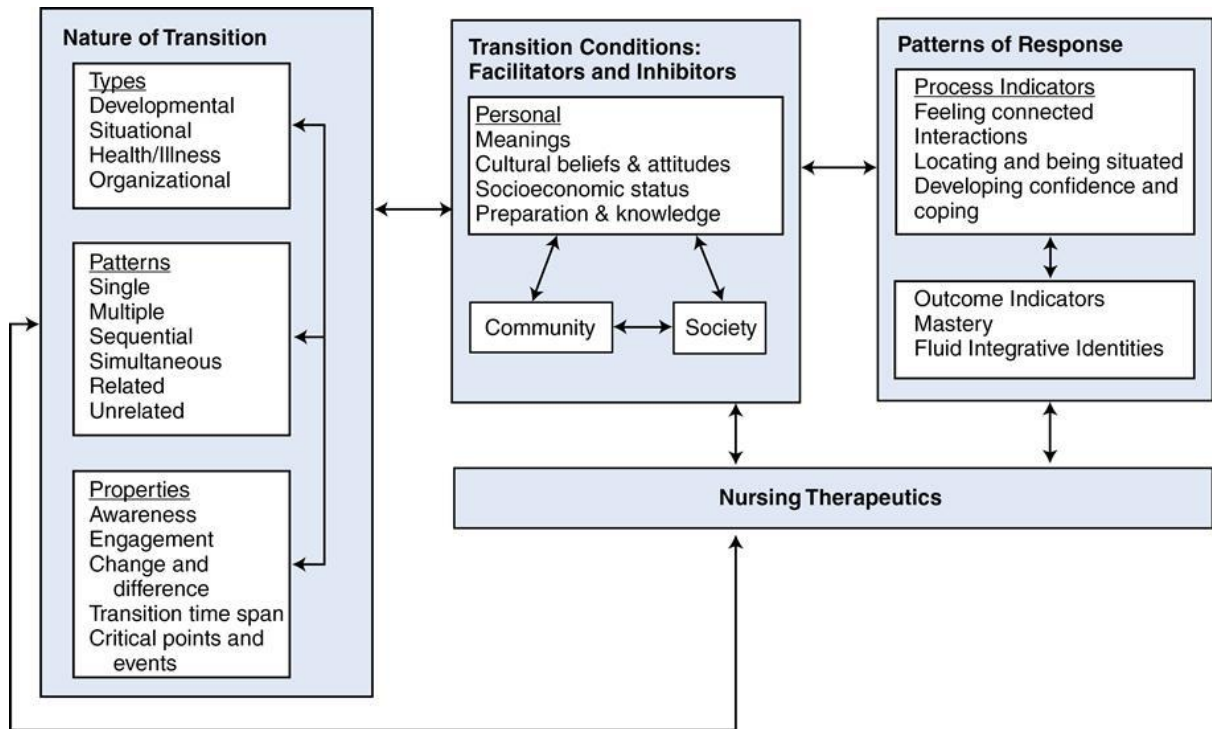 Nature of Transition
Types
Developmental
Situational
Health/Illness
Organizational
Patterns
Single
Multiple
Sequential
Simultaneous
Related
Unrelated
Properties
Awareness
Engagement
Change and
difference
Transition time span
Critical points and
events
Transition Conditions:
Facilitators and Inhibitors
Personal
Meanings
Cultural beliefs & attitudes
Socioeconomic status
Preparation & knowledge
Community
Society
Patterns of Response
Process Indicators
Feeling connected
Interactions
Locating and being situated
Developing confidence and
coping
Outcome Indicators
Mastery
Fluid Integrative Identities
Nursing Therapeutics